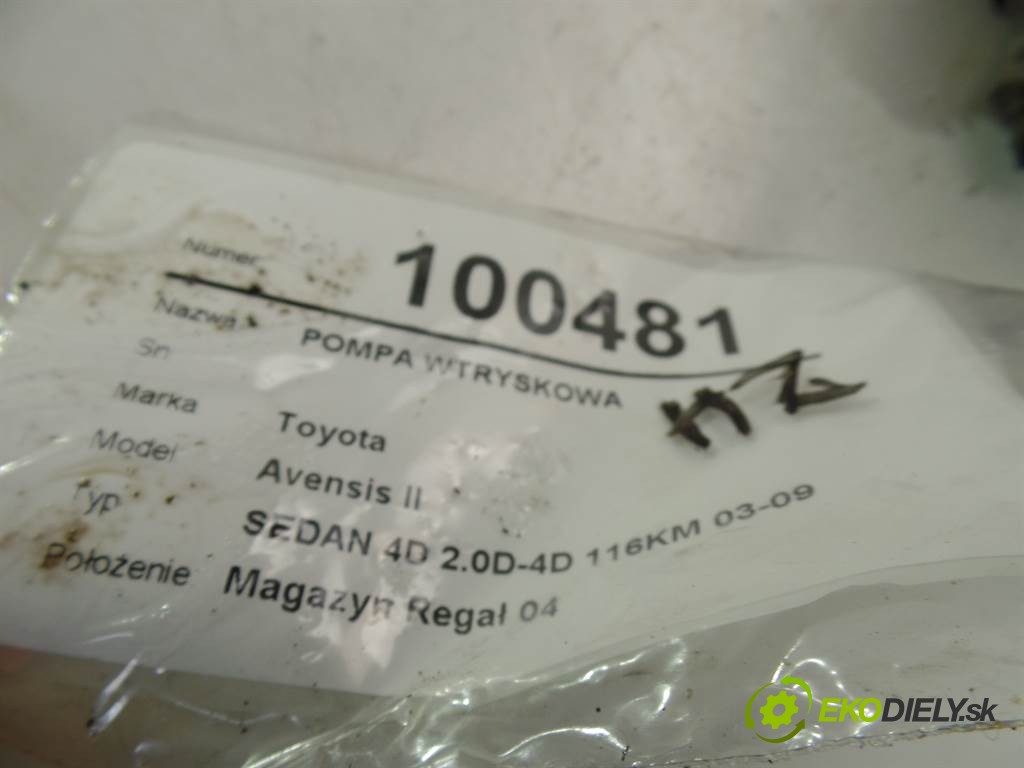 Numer 100481
Nazwa POMPA WTRYSKOWA
Sn
Marka Toyota
Model Avensis II
Typ SEDAN 4D 2.0D-4D 116KM 03-09
Położenie Magazyn Regał 04
EKODIELY.sk